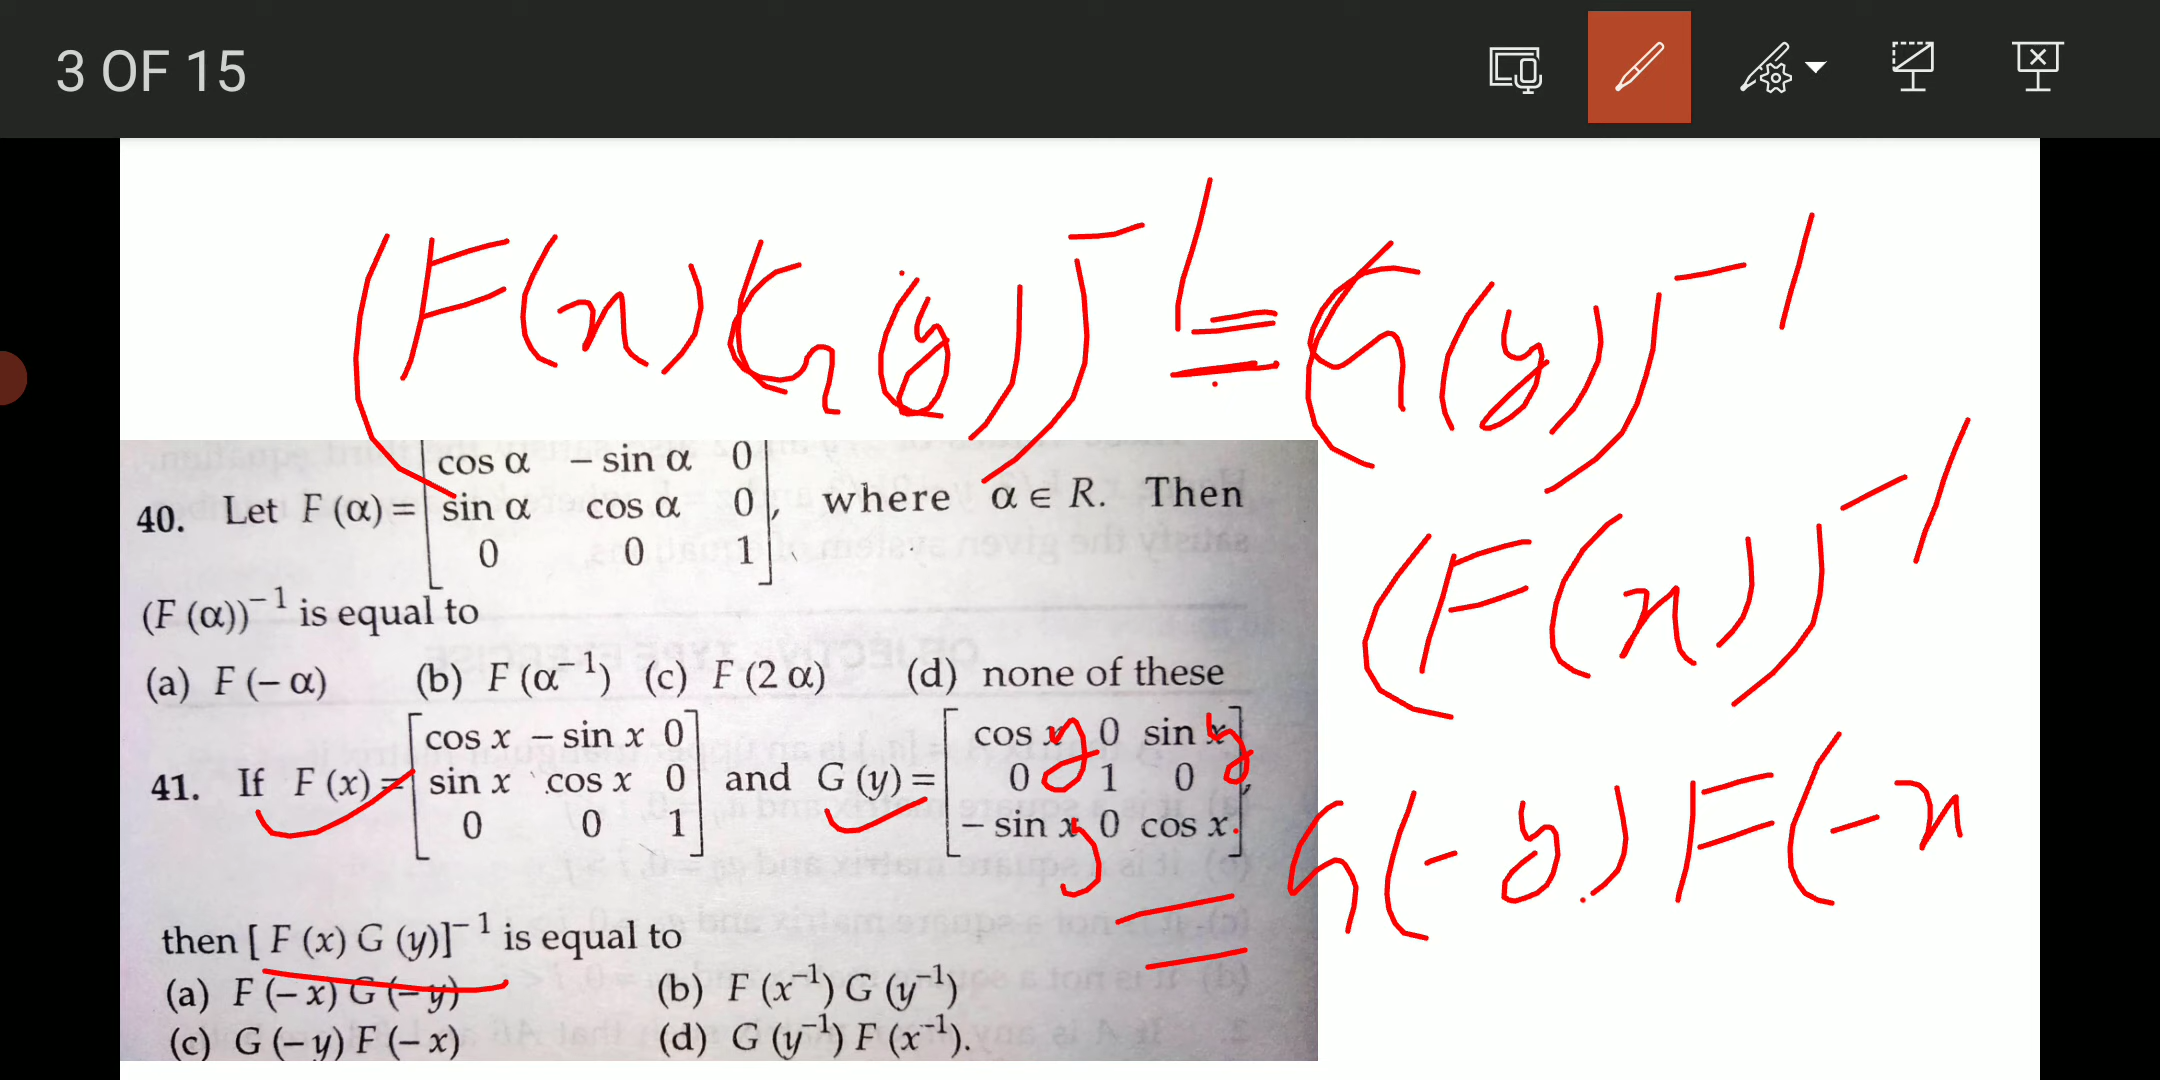 3 OF 15
(F(x) G(y))⁻¹ = (G(y))⁻¹
(F(x))⁻¹
= G(-y) F(-x
40. Let F (α) = [cos α − sin α 0
sin α cos α 0
0 0 1], where α ∈ R. Then
(F (α))⁻¹ is equal to
(a) F (− α) (b) F (α⁻¹) (c) F (2 α) (d) none of these
41. If F (x) = [cos x − sin x 0
sin x cos x 0
0 0 1] and G (y) = [cos x y 0 sin x y
0 1 0
− sin x y 0 cos x],
then [ F (x) G (y)]⁻¹ is equal to
(a) F (− x) G (− y) (b) F (x⁻¹) G (y⁻¹)
(c) G (− y) F (− x) (d) G (y⁻¹) F (x⁻¹).